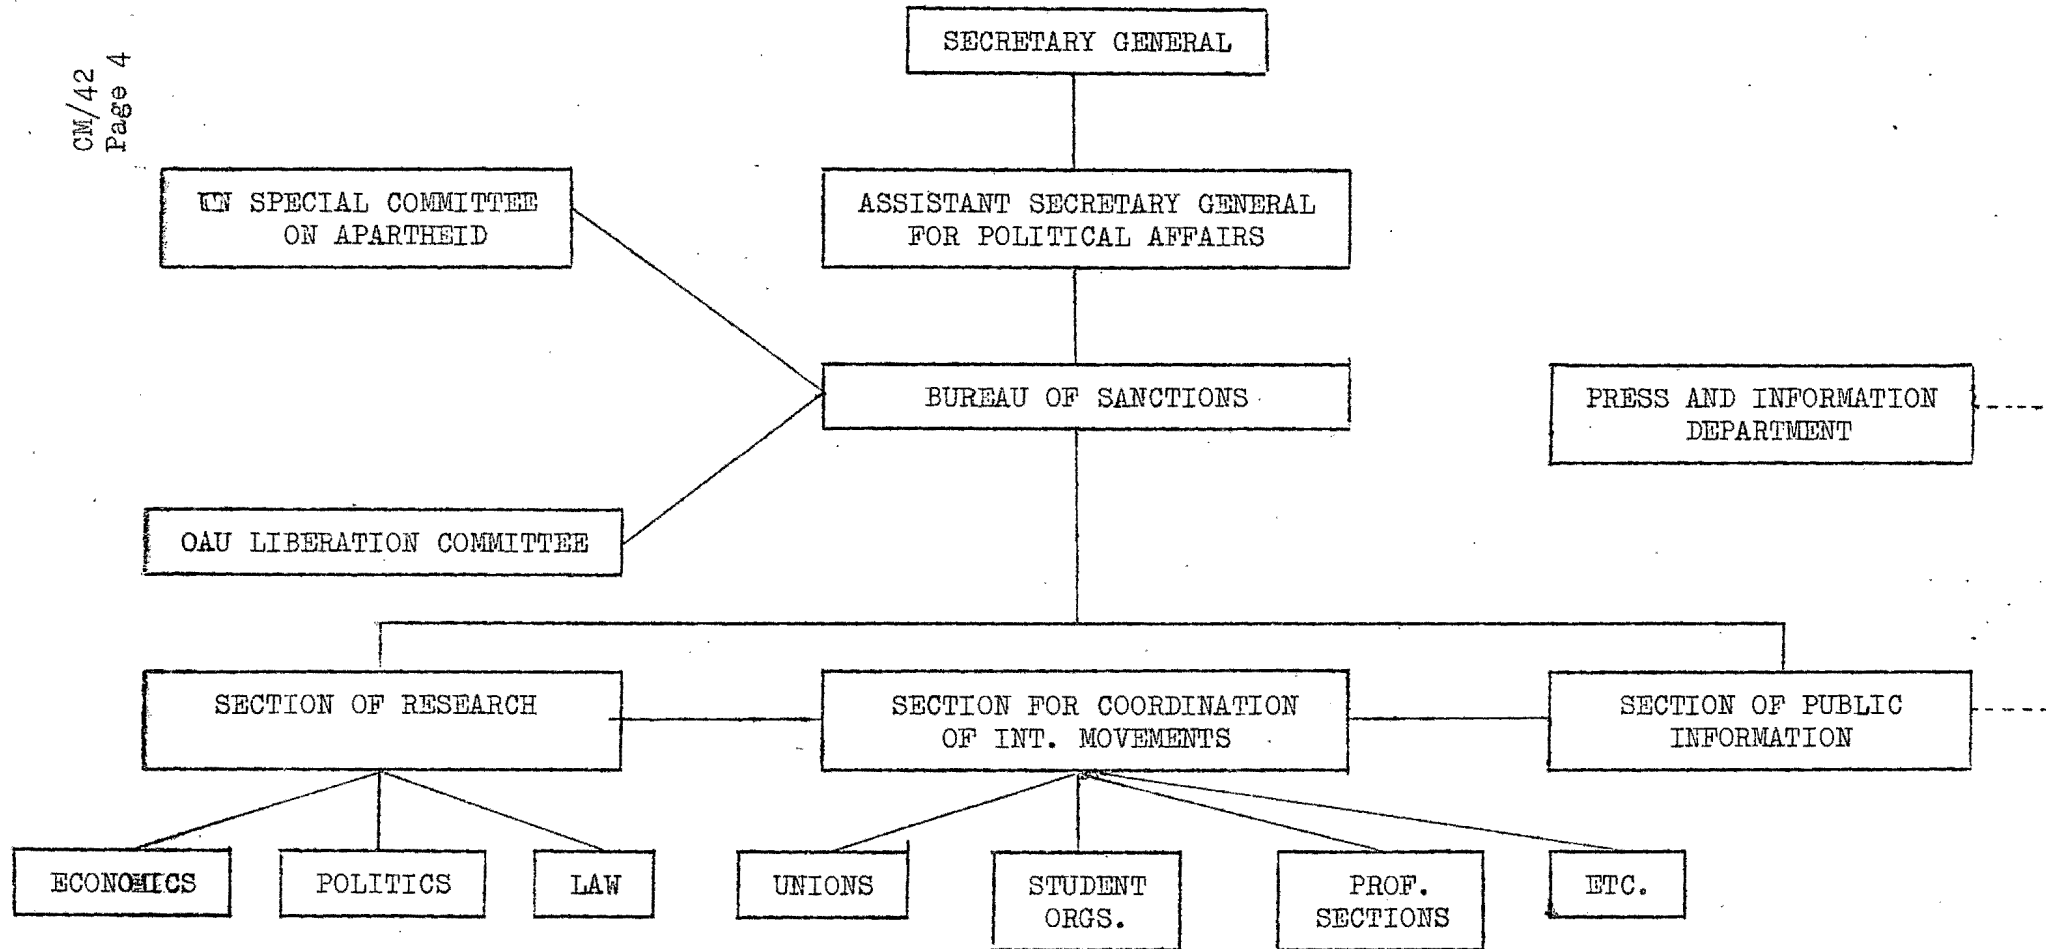 CM/42
Page 4
SECRETARY GENERAL
UN SPECIAL COMMITTEE
ON APARTHEID
ASSISTANT SECRETARY GENERAL
FOR POLITICAL AFFAIRS
BUREAU OF SANCTIONS
PRESS AND INFORMATION
DEPARTMENT
OAU LIBERATION COMMITTEE
SECTION OF RESEARCH
SECTION FOR COORDINATION
OF INT. MOVEMENTS
SECTION OF PUBLIC
INFORMATION
ECONOMICS
POLITICS
LAW
UNIONS
STUDENT
ORGS.
PROF.
SECTIONS
ETC.